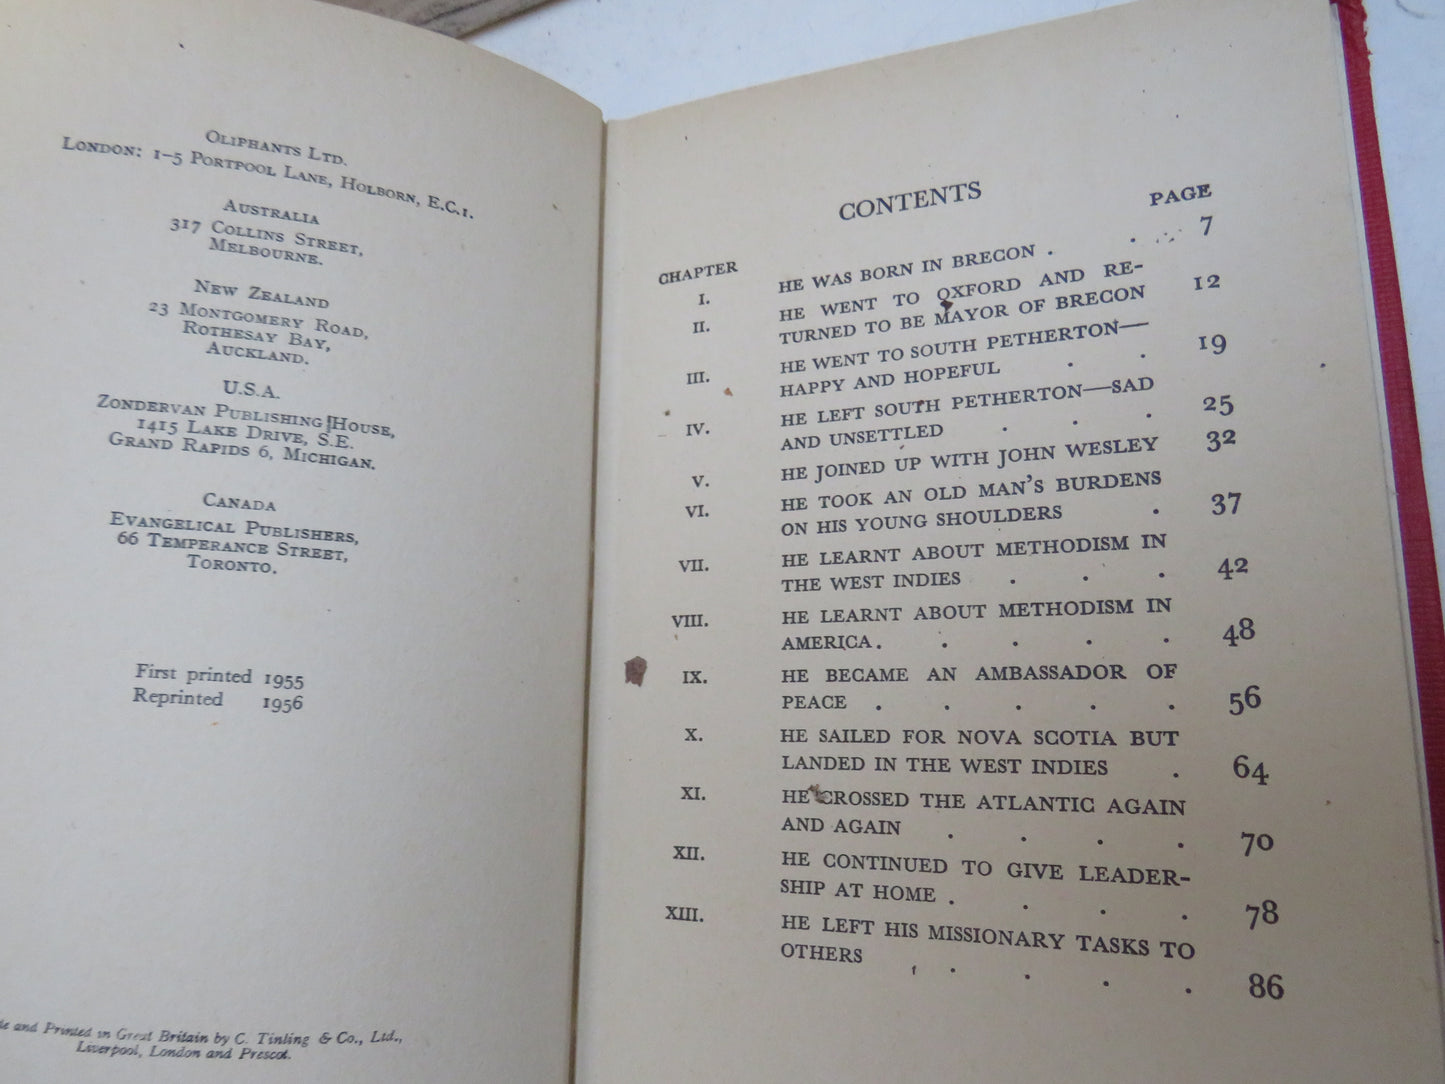 OLIPHANTS LTD.
LONDON: 1-5 PORTPOOL LANE, HOLBORN, E.C.1.
AUSTRALIA
317 COLLINS STREET,
MELBOURNE.
NEW ZEALAND
23 MONTGOMERY ROAD,
ROTHESAY BAY,
AUCKLAND.
U.S.A.
ZONDERVAN PUBLISHING HOUSE,
1415 LAKE DRIVE, S.E.
GRAND RAPIDS 6, MICHIGAN.
CANADA
EVANGELICAL PUBLISHERS,
66 TEMPERANCE STREET,
TORONTO.
First printed 1955
Reprinted 1956
and Printed in Great Britain by C. Tinling & Co., Ltd.,
Liverpool, London and Prescot.
CONTENTS
CHAPTER PAGE
I. HE WAS BORN IN BRECON . . 7
II. HE WENT TO OXFORD AND RE-
TURNED TO BE MAYOR OF BRECON 12
III. HE WENT TO SOUTH PETHERTON—
HAPPY AND HOPEFUL . . 19
IV. HE LEFT SOUTH PETHERTON—SAD
AND UNSETTLED . . . 25
V. HE JOINED UP WITH JOHN WESLEY 32
VI. HE TOOK AN OLD MAN'S BURDENS
ON HIS YOUNG SHOULDERS . 37
VII. HE LEARNT ABOUT METHODISM IN
THE WEST INDIES . . . 42
VIII. HE LEARNT ABOUT METHODISM IN
AMERICA . . . . . 48
IX. HE BECAME AN AMBASSADOR OF
PEACE . . . . . 56
X. HE SAILED FOR NOVA SCOTIA BUT
LANDED IN THE WEST INDIES . 64
XI. HE CROSSED THE ATLANTIC AGAIN
AND AGAIN . . . . 70
XII. HE CONTINUED TO GIVE LEADER-
SHIP AT HOME . . . . 78
XIII. HE LEFT HIS MISSIONARY TASKS TO
OTHERS . . . . 86